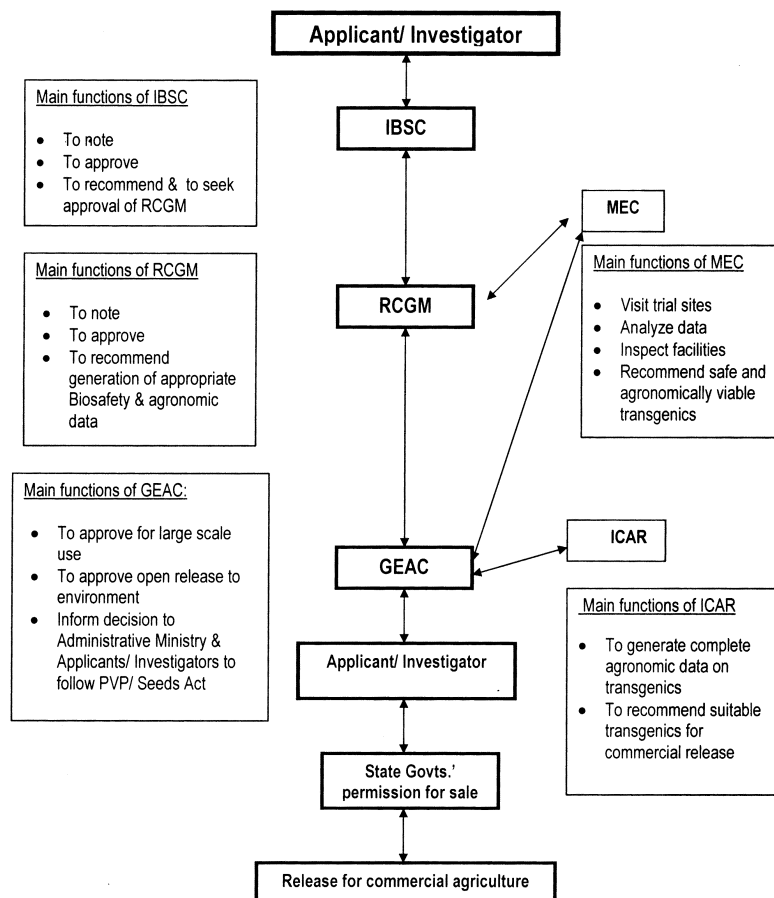 Applicant/ Investigator
IBSC
Main functions of IBSC
• To note
• To approve
• To recommend & to seek
approval of RCGM
MEC
Main functions of RCGM
• To note
• To approve
• To recommend
generation of appropriate
Biosafety & agronomic
data
RCGM
Main functions of MEC
• Visit trial sites
• Analyze data
• Inspect facilities
• Recommend safe and
agronomically viable
transgenics
Main functions of GEAC:
• To approve for large scale
use
• To approve open release to
environment
• Inform decision to
Administrative Ministry &
Applicants/ Investigators to
follow PVP/ Seeds Act
GEAC
ICAR
Main functions of ICAR
• To generate complete
agronomic data on
transgenics
• To recommend suitable
transgenics for
commercial release
Applicant/ Investigator
State Govts.’
permission for sale
Release for commercial agriculture